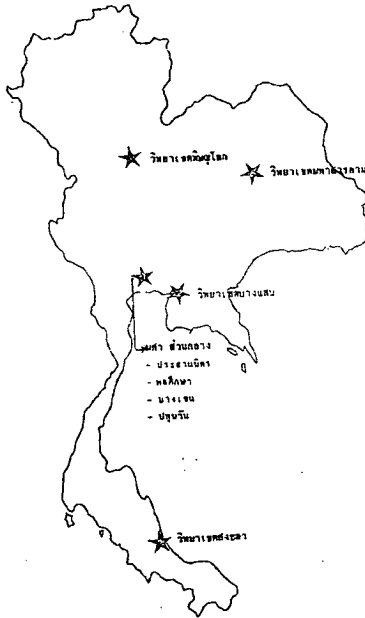 วิทยาเขตพิษณุโลก
วิทยาเขตมหาสารคาม
วิทยาเขตบางแสน
มศว ส่วนกลาง
- ประสานมิตร
- พลศึกษา
- บางเขน
- ปทุมวัน
วิทยาเขตสงขลา